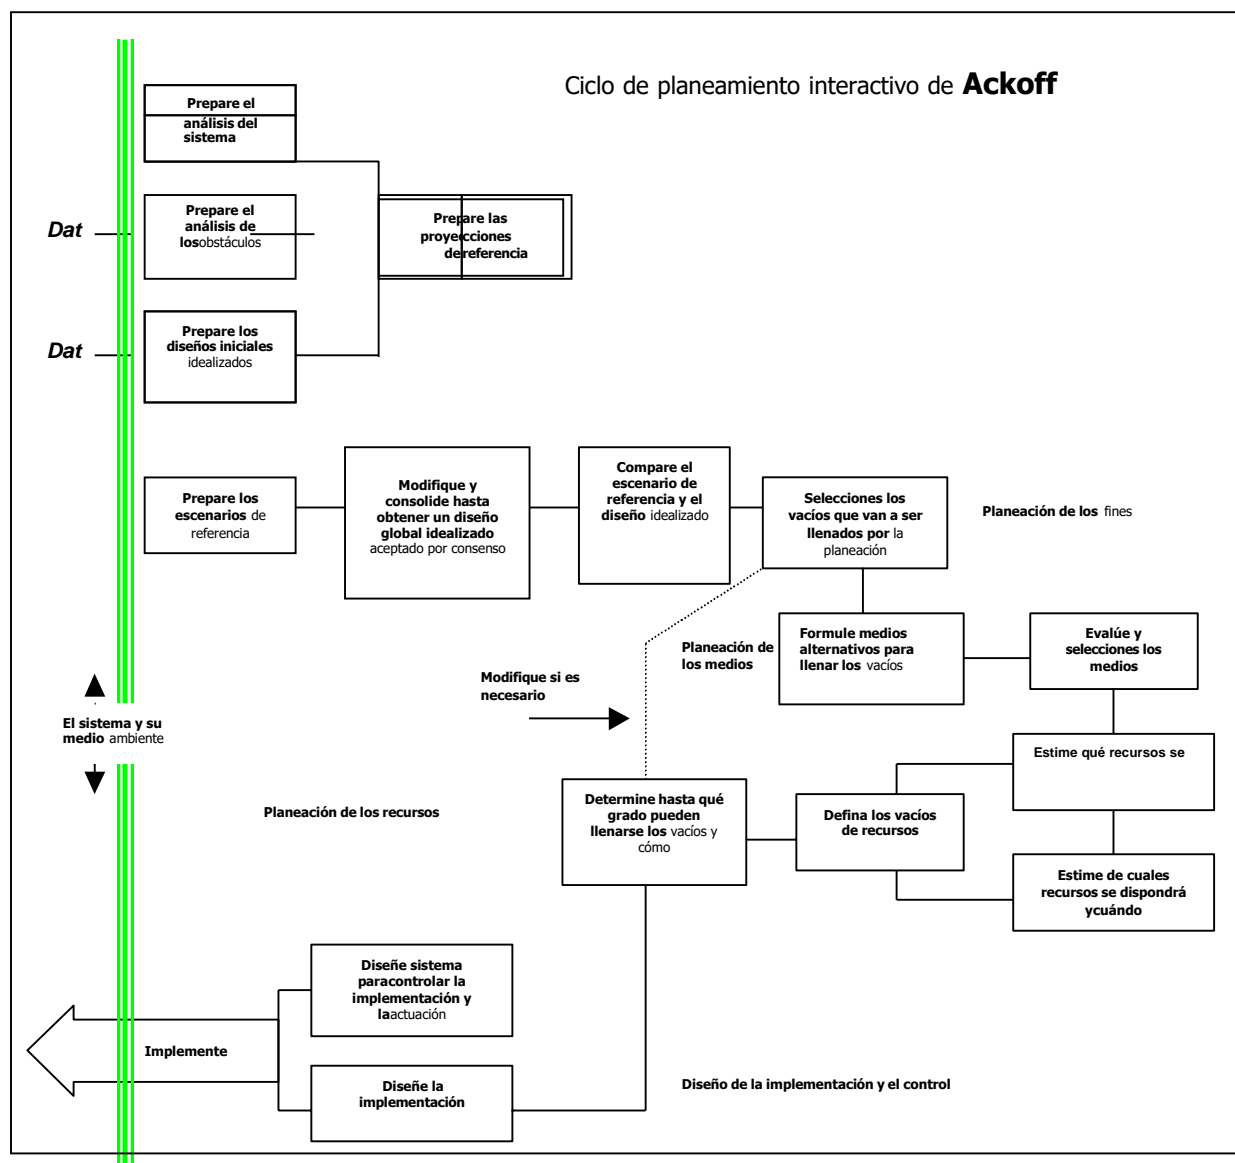 Ciclo de planeamiento interactivo de Ackoff
Prepare el
análisis del
sistema
Dat
Prepare el
análisis de
losobstáculos
Prepare las
proyecciones
dereferencia
Dat
Prepare los
diseños iniciales
idealizados
Prepare los
escenarios de
referencia
Modifique y
consolide hasta
obtener un diseño
global idealizado
aceptado por consenso
Compare el
escenario de
referencia y el
diseño idealizado
Selecciones los
vacíos que van a ser
llenados por la
planeación
Planeación de los fines
Planeación de
los medios
Formule medios
alternativos para
llenar los vacíos
Evalúe y
selecciones los
medios
Modifique si es
necesario
El sistema y su
medio ambiente
Estime qué recursos se
Planeación de los recursos
Determine hasta qué
grado pueden
llenarse los vacíos y
cómo
Defina los vacíos
de recursos
Estime de cuales
recursos se dispondrá
ycuándo
Diseñe sistema
paracontrolar la
implementación y
laactuación
Implemente
Diseñe la
implementación
Diseño de la implementación y el control